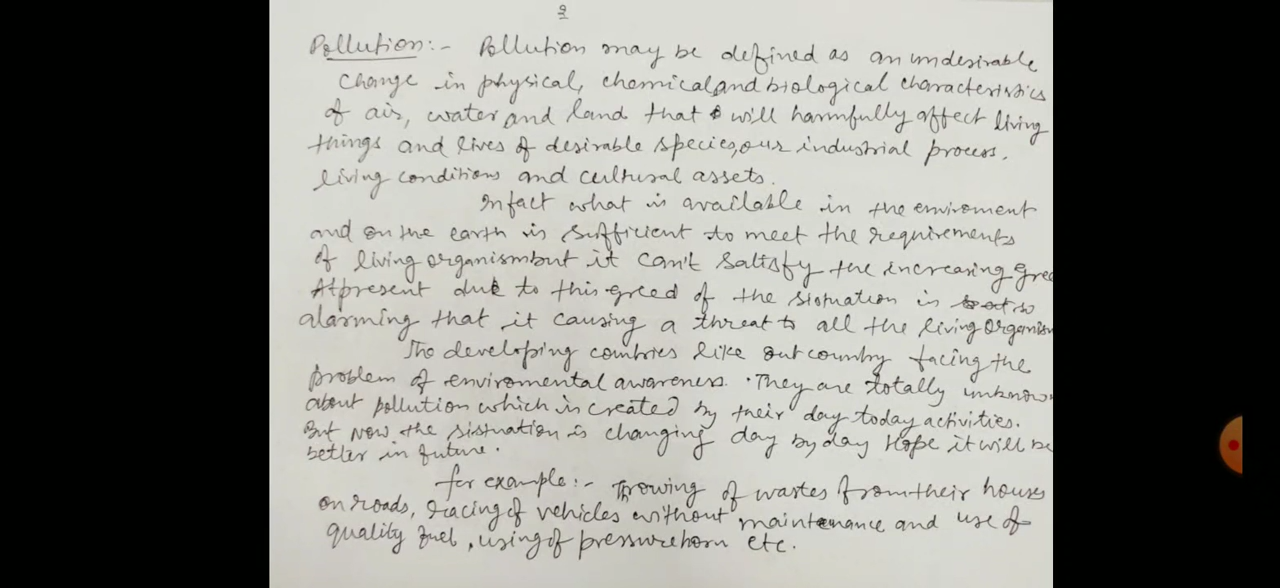 2
Pollution:- Pollution may be defined as an undesirable
change in physical, chemical and biological characteristics
of air, water and land that will harmfully affect living
things and lives of desirable species, our industrial process.
living conditions and cultural assets.
Infact what is available in the enviroment
and on the earth is sufficient to meet the requirements
of living organism but it can't satisfy the increasing gree
At present due to this greed of the sistuation is so
alarming that it causing a threat to all the living organism
The developing countries like out country facing the
problem of enviromental awareness. They are totally unknow
about pollution which is created by their day today activities.
But now the sistuation is changing day by day Hope it will be
better in future.
for example:- Throwing of wastes from their houses
on roads, racing of vehicles without maintenance and use of
quality fuel, using of pressure horn etc.